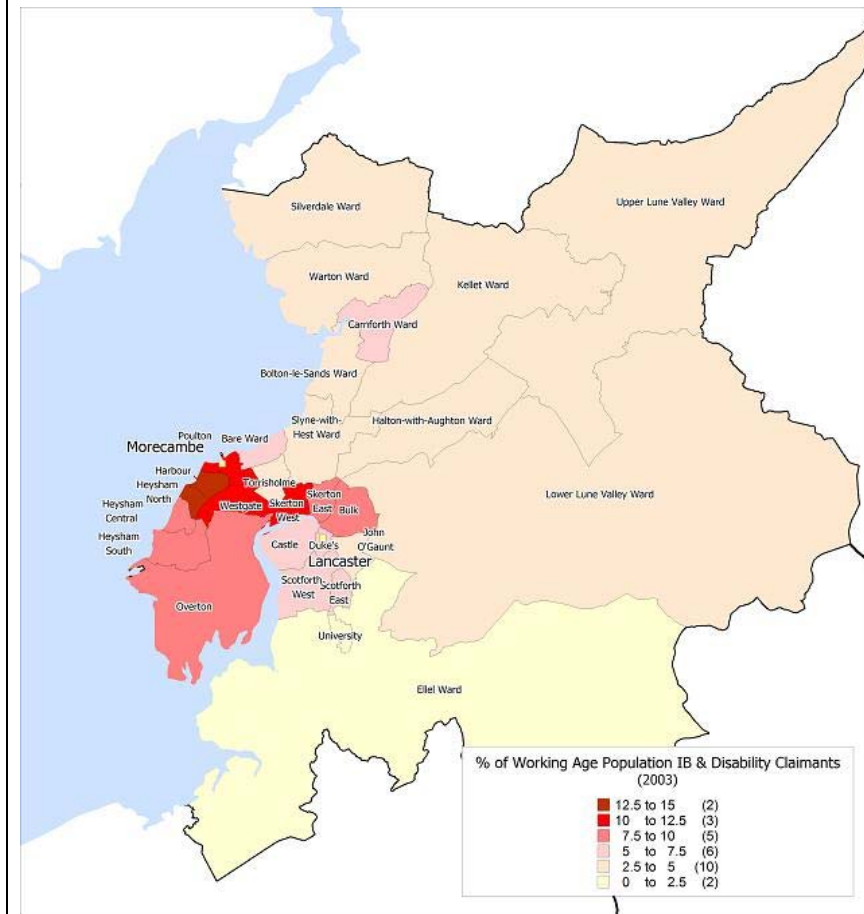 Silverdale Ward
Upper Lune Valley Ward
Warton Ward
Kellet Ward
Carnforth Ward
Bolton-le-Sands Ward
Slyne-with-
Hest Ward
Halton-with-Aughton Ward
Poulton
Bare Ward
Morecambe
Harbour
Torrisholme
Heysham
North
Westgate
Skerton
West
Skerton
East
Bulk
Lower Lune Valley Ward
Heysham
Central
Heysham
South
Castle
Duke's
John
O'Gaunt
Lancaster
Scotforth
West
Scotforth
East
Overton
University
Ellel Ward
% of Working Age Population IB & Disability Claimants
(2003)
12.5 to 15 (2)
10 to 12.5 (3)
7.5 to 10 (5)
5 to 7.5 (6)
2.5 to 5 (10)
0 to 2.5 (2)